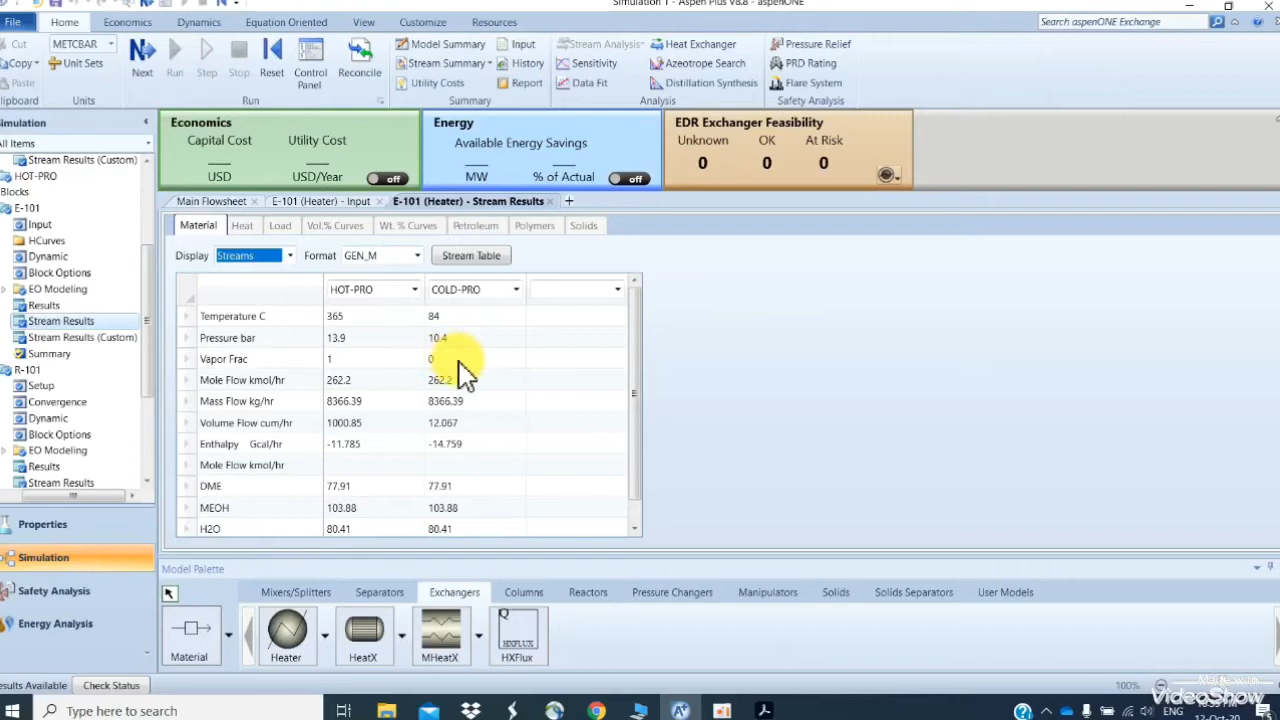 Simulation 1 - Aspen Plus V8.8 - aspenONE
File Home Economics Dynamics Equation Oriented View Customize Resources Search aspenONE Exchange
Cut METCBAR Model Summary Input Stream Analysis Heat Exchanger Pressure Relief
Copy Unit Sets Next Run Step Stop Reset Control Panel Reconcile Stream Summary History Sensitivity Azeotrope Search PRD Rating
Paste Utility Costs Report Data Fit Distillation Synthesis Flare System
lipboard Units Run Summary Analysis Safety Analysis
Simulation
All Items
Stream Results (Custom)
HOT-PRO
Blocks
E-101
Input
HCurves
Dynamic
Block Options
EO Modeling
Results
Stream Results
Stream Results (Custom)
Summary
R-101
Setup
Convergence
Dynamic
Block Options
EO Modeling
Results
Stream Results
Properties
Simulation
Safety Analysis
Energy Analysis
Economics
Capital Cost Utility Cost
USD USD/Year off
Energy
Available Energy Savings
MW % of Actual off
EDR Exchanger Feasibility
Unknown OK At Risk
0 0 0
Main Flowsheet E-101 (Heater) - Input E-101 (Heater) - Stream Results +
Material Heat Load Vol.% Curves Wt. % Curves Petroleum Polymers Solids
Display Streams Format GEN_M Stream Table
HOT-PRO COLD-PRO
Temperature C 365 84
Pressure bar 13.9 10.4
Vapor Frac 1 0
Mole Flow kmol/hr 262.2 262.2
Mass Flow kg/hr 8366.39 8366.39
Volume Flow cum/hr 1000.85 12.067
Enthalpy Gcal/hr -11.785 -14.759
Mole Flow kmol/hr
DME 77.91 77.91
MEOH 103.88 103.88
H2O 80.41 80.41
Model Palette
Mixers/Splitters Separators Exchangers Columns Reactors Pressure Changers Manipulators Solids Solids Separators User Models
Material Heater HeatX MHeatX HXFlux
Q
HXFLUX
esults Available Check Status 100%
Made with
VideoShow
Type here to search ENG